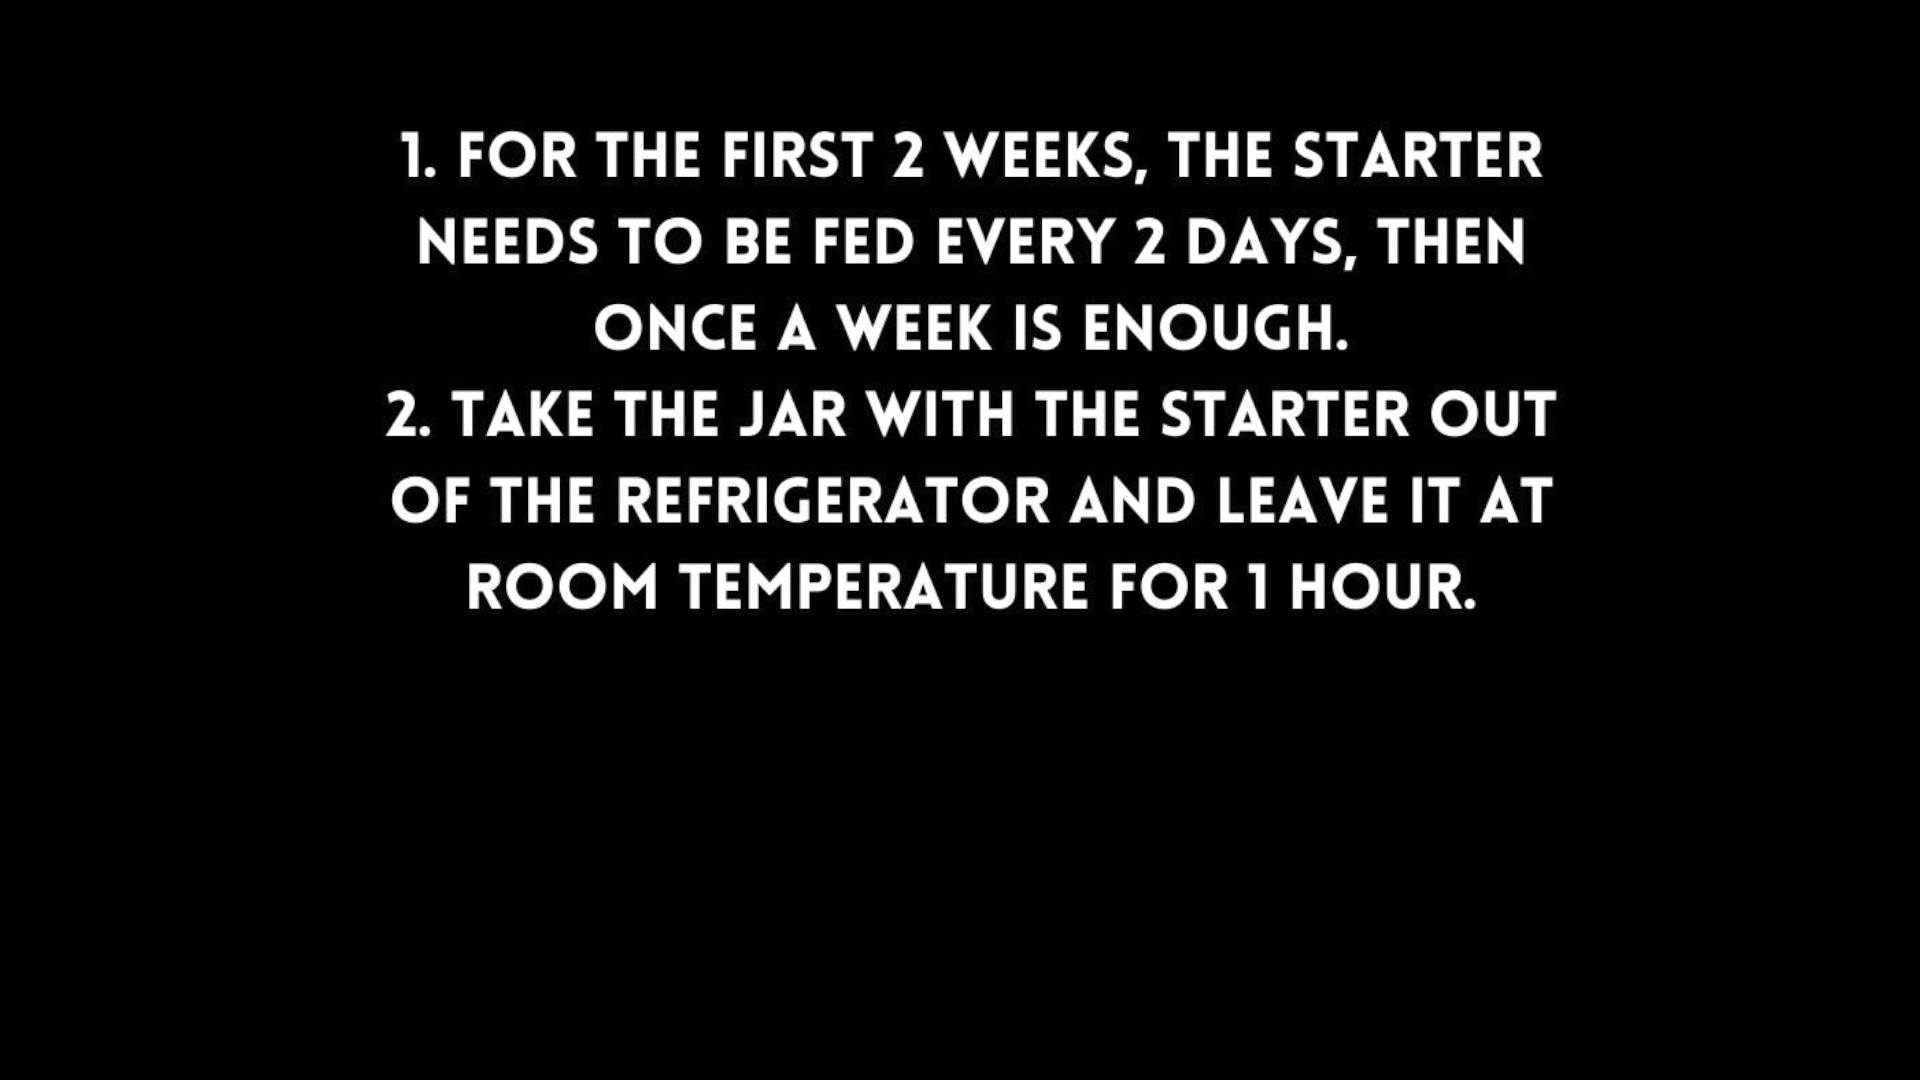 1. FOR THE FIRST 2 WEEKS, THE STARTER
NEEDS TO BE FED EVERY 2 DAYS, THEN
ONCE A WEEK IS ENOUGH.
2. TAKE THE JAR WITH THE STARTER OUT
OF THE REFRIGERATOR AND LEAVE IT AT
ROOM TEMPERATURE FOR 1 HOUR.